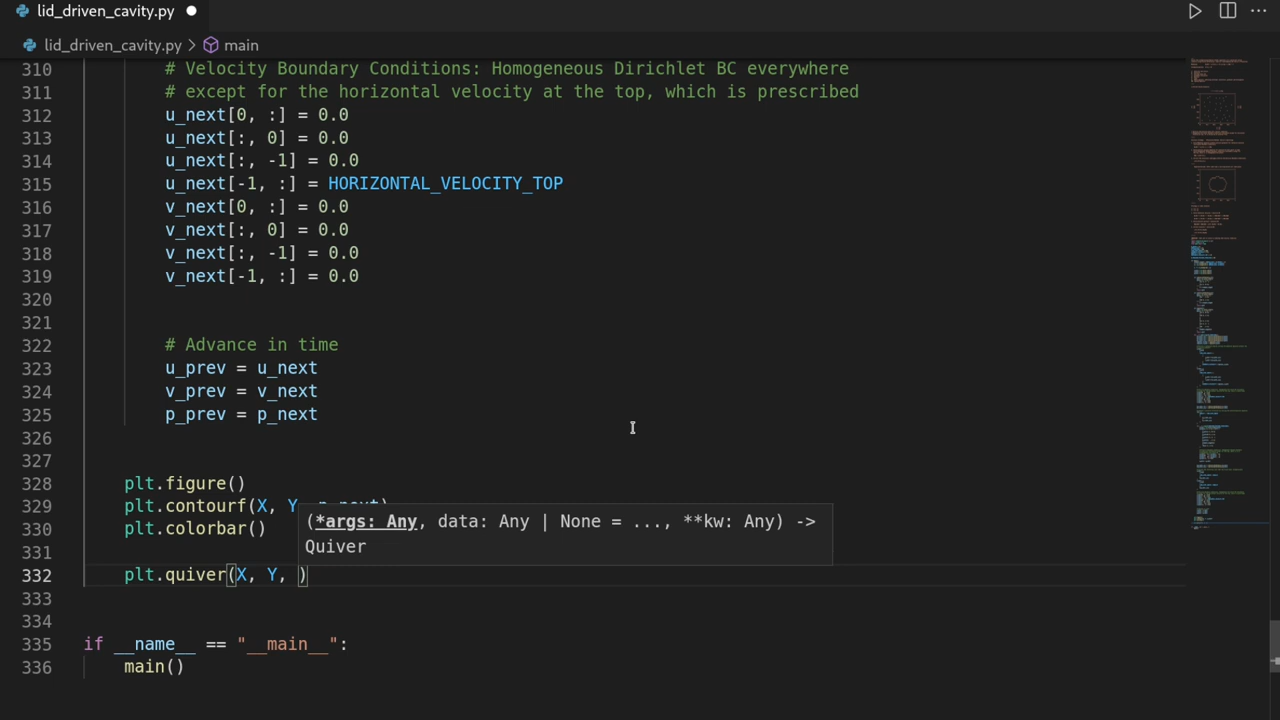 lid_driven_cavity.py
lid_driven_cavity.py > main
310 # Velocity Boundary Conditions: Homogeneous Dirichlet BC everywhere
311 # except for the horizontal velocity at the top, which is prescribed
312 u_next[0, :] = 0.0
313 u_next[:, 0] = 0.0
314 u_next[:, -1] = 0.0
315 u_next[-1, :] = HORIZONTAL_VELOCITY_TOP
316 v_next[0, :] = 0.0
317 v_next[:, 0] = 0.0
318 v_next[:, -1] = 0.0
319 v_next[-1, :] = 0.0
320
321
322 # Advance in time
323 u_prev = u_next
324 v_prev = v_next
325 p_prev = p_next
326
327
328 plt.figure()
329 plt.contourf(X, Y, p_next)
330 plt.colorbar()
(*args: Any, data: Any | None = ..., **kw: Any) ->
Quiver
331
332 plt.quiver(X, Y, )
333
334
335 if __name__ == "__main__":
336 main()